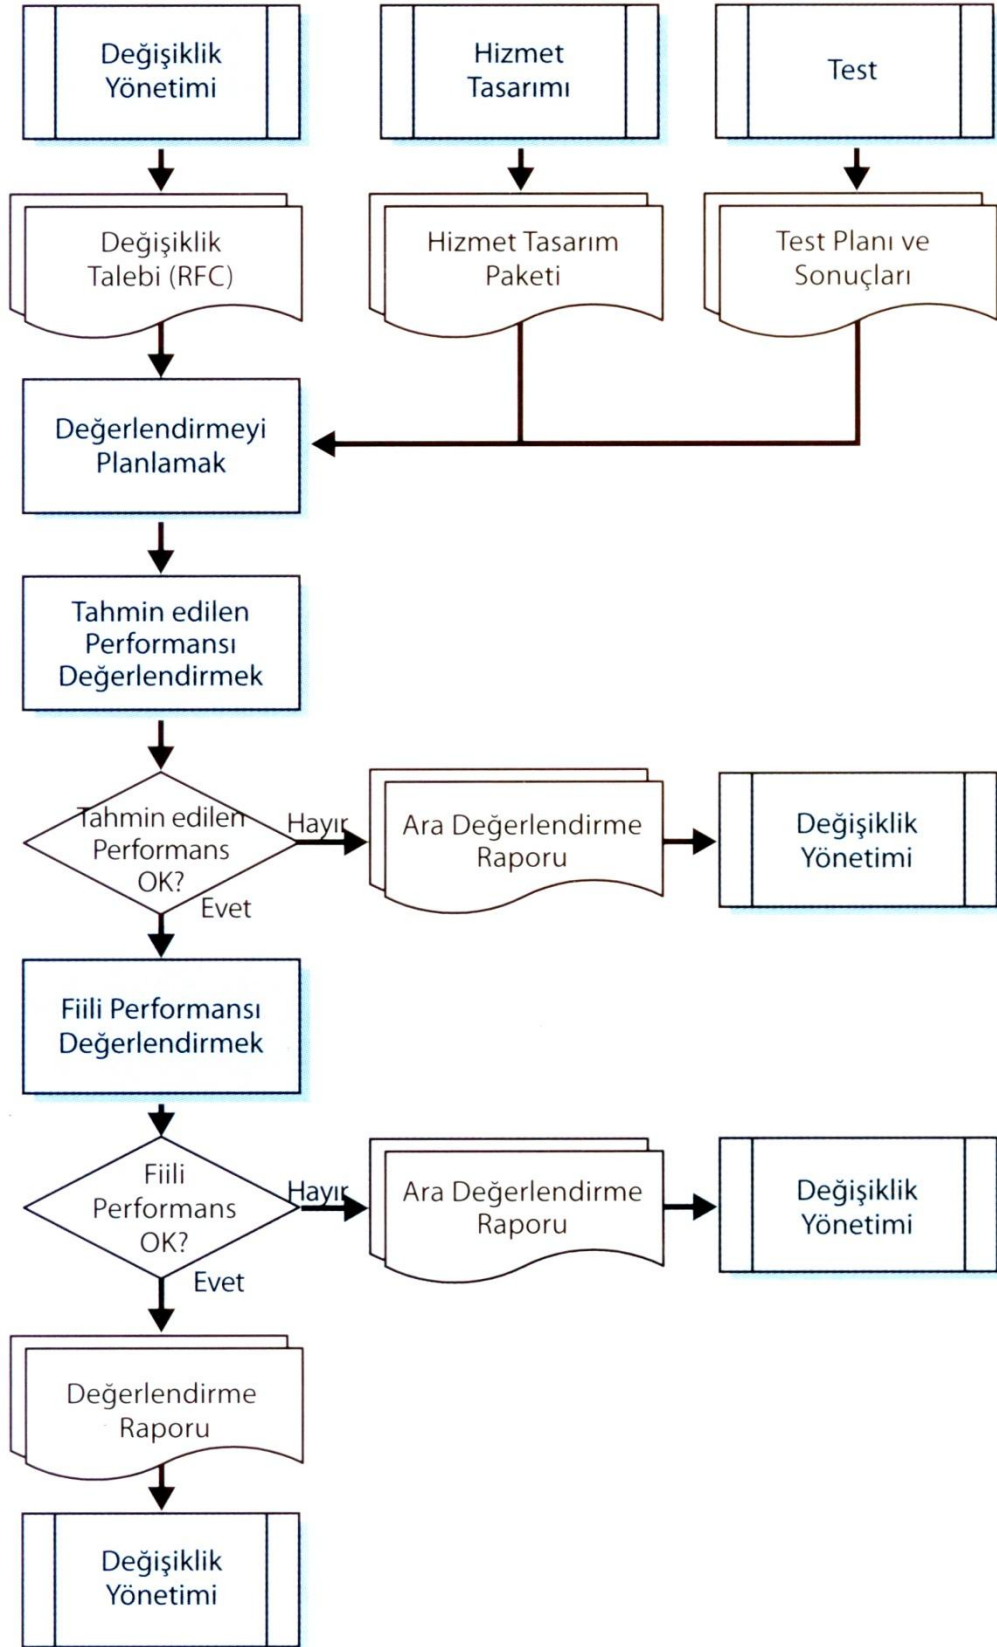 Değişiklik
Yönetimi
Hizmet
Tasarımı
Test
Değişiklik
Talebi (RFC)
Hizmet Tasarım
Paketi
Test Planı ve
Sonuçları
Değerlendirmeyi
Planlamak
Tahmin edilen
Performansı
Değerlendirmek
Tahmin edilen
Performans
OK?
Hayır
Evet
Ara Değerlendirme
Raporu
Değişiklik
Yönetimi
Fiili Performansı
Değerlendirmek
Fiili
Performans
OK?
Hayır
Evet
Ara Değerlendirme
Raporu
Değişiklik
Yönetimi
Değerlendirme
Raporu
Değişiklik
Yönetimi